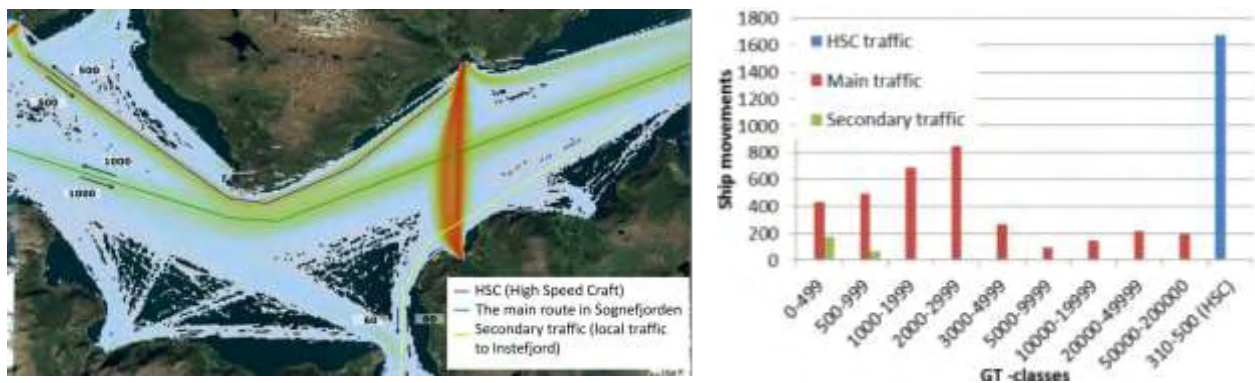 500
500
1000
1000
60
60
HSC (High Speed Craft)
The main route in Sognefjorden
Secondary traffic (local traffic
to Instefjord)
1800
1600
1400
1200
1000
800
600
400
200
0
Ship movements
HSC traffic
Main traffic
Secondary traffic
0-499
500-999
1000-1999
2000-2999
3000-4999
5000-9999
10000-19999
20000-49999
50000-200000
310-500 (HSC)
GT -classes